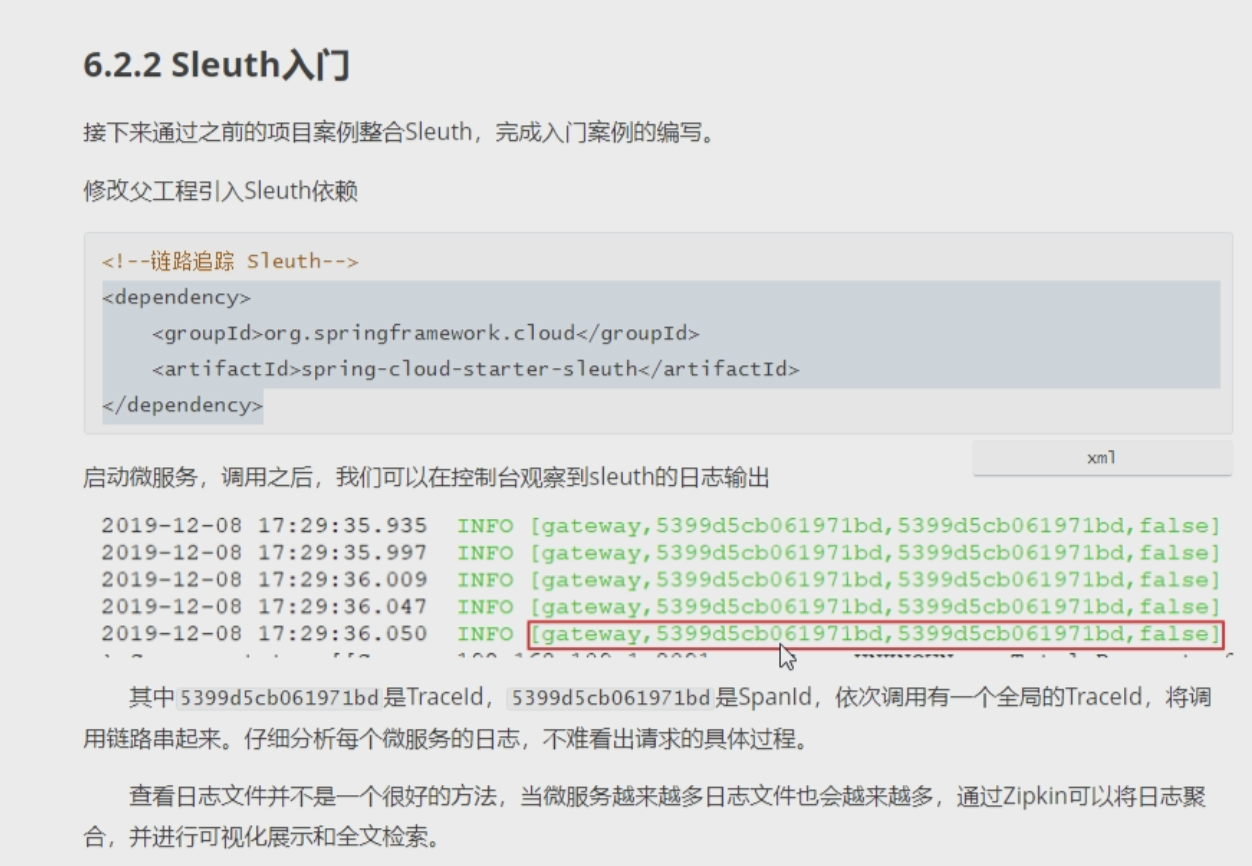 6.2.2 Sleuth入门
接下来通过之前的项目案例整合Sleuth，完成入门案例的编写。
修改父工程引入Sleuth依赖
<!--链路追踪 Sleuth-->
<dependency>
    <groupId>org.springframework.cloud</groupId>
    <artifactId>spring-cloud-starter-sleuth</artifactId>
</dependency>
xml
启动微服务，调用之后，我们可以在控制台观察到sleuth的日志输出
2019-12-08 17:29:35.935  INFO [gateway,5399d5cb061971bd,5399d5cb061971bd,false]
2019-12-08 17:29:35.997  INFO [gateway,5399d5cb061971bd,5399d5cb061971bd,false]
2019-12-08 17:29:36.009  INFO [gateway,5399d5cb061971bd,5399d5cb061971bd,false]
2019-12-08 17:29:36.047  INFO [gateway,5399d5cb061971bd,5399d5cb061971bd,false]
2019-12-08 17:29:36.050  INFO [gateway,5399d5cb061971bd,5399d5cb061971bd,false]
其中5399d5cb061971bd是TraceId，5399d5cb061971bd是SpanId，依次调用有一个全局的TraceId，将调
用链路串起来。仔细分析每个微服务的日志，不难看出请求的具体过程。
查看日志文件并不是一个很好的方法，当微服务越来越多日志文件也会越来越多，通过Zipkin可以将日志聚
合，并进行可视化展示和全文检索。